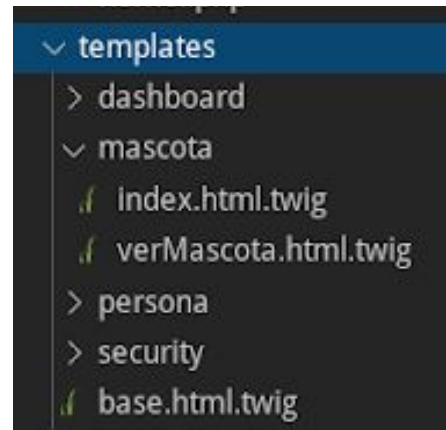 templates
dashboard
mascota
index.html.twig
verMascota.html.twig
persona
security
base.html.twig